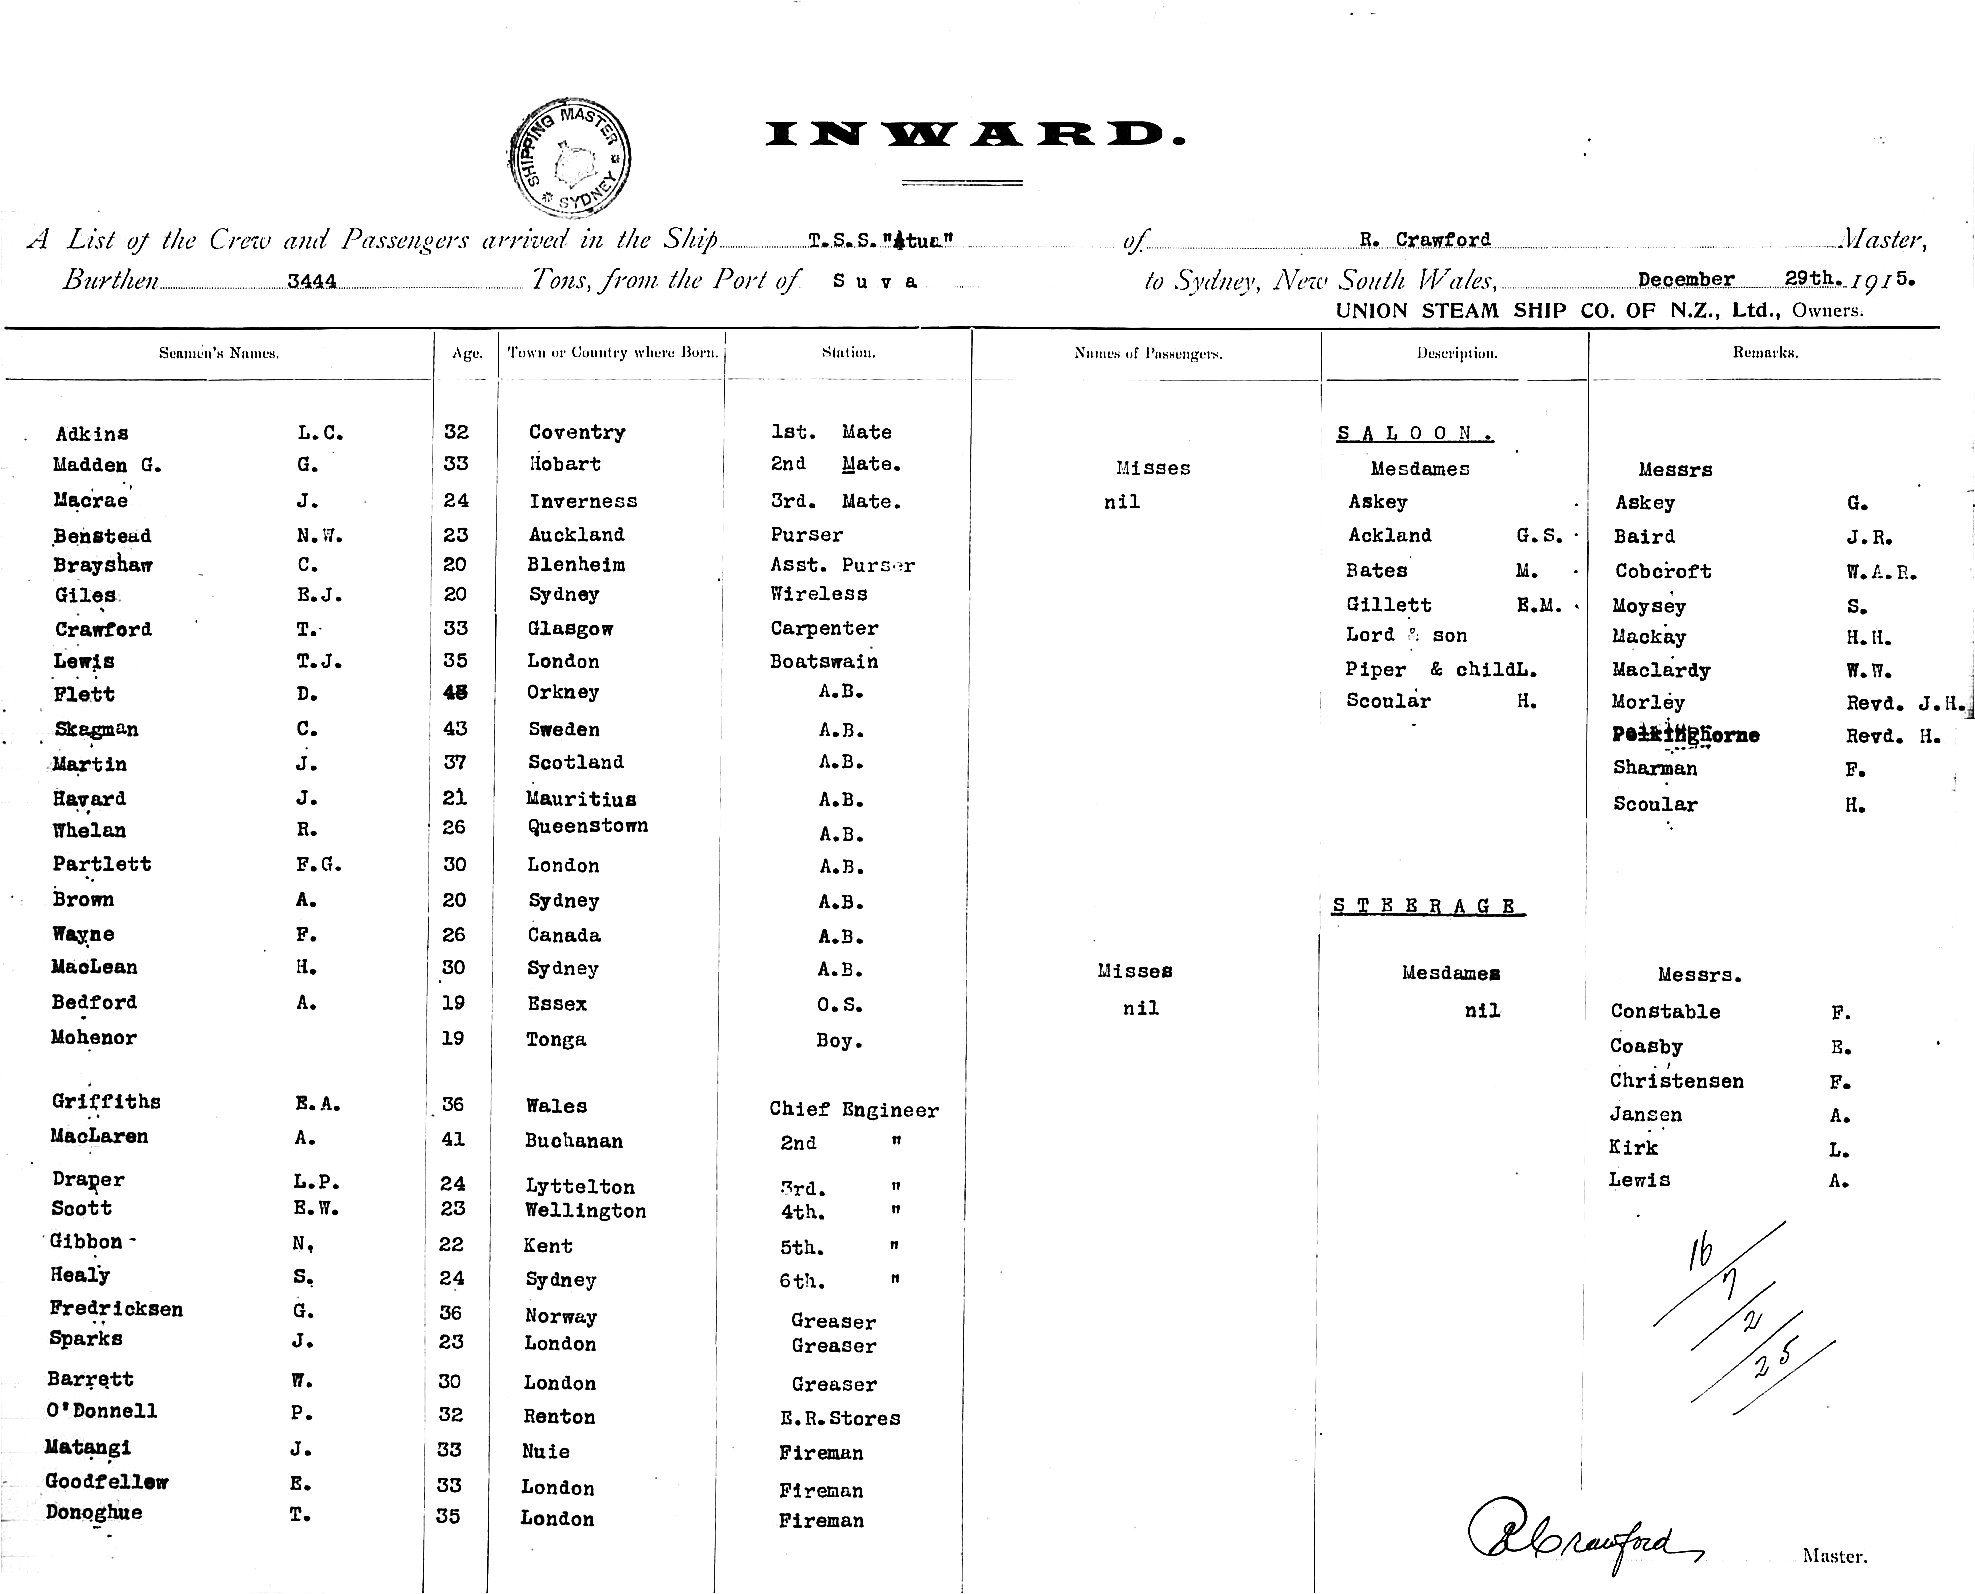 SHIPPING MASTER
* SYDNEY *
INWARD.
A List of the Crew and Passengers arrived in the Ship T.S.S."Atua" of R. Crawford Master,
Burthen 3444 Tons, from the Port of Suva to Sydney, New South Wales, December 29th. 1915.
UNION STEAM SHIP CO. OF N.Z., Ltd., Owners.
Seamen's Names. Age. Town or Country where Born. Station. Names of Passengers. Description. Remarks.
Adkins L.C. 32 Coventry 1st. Mate SALOON.
Madden G. G. 33 Hobart 2nd Mate. Misses Mesdames Messrs
Macrae J. 24 Inverness 3rd. Mate. nil Askey Askey G.
Benstead N.W. 23 Auckland Purser Ackland G.S. Baird J.R.
Brayshaw C. 20 Blenheim Asst. Purser Bates M. Cobcroft W.A.R.
Giles E.J. 20 Sydney Wireless Gillett E.M. Moysey S.
Crawford T. 33 Glasgow Carpenter Lord & son Mackay H.H.
Lewis T.J. 35 London Boatswain Piper & childL. Maclardy W.W.
Flett D. Orkney A.B. Scoular H. Morley Revd. J.H.
Skagman C. 43 Sweden A.B. Revd. H.
Martin J. 37 Scotland A.B. Sharman F.
Havard J. 21 Mauritius A.B. Scoular H.
Whelan R. 26 Queenstown A.B.
Partlett F.G. 30 London A.B.
Brown A. 20 Sydney A.B. STEERAGE
Wayne F. 26 Canada A.B.
MacLean H. 30 Sydney A.B. Misses Mesdames Messrs.
Bedford A. 19 Essex O.S. nil nil Constable F.
Mohenor 19 Tonga Boy. Coasby E.
Christensen F.
Griffiths E.A. 36 Wales Chief Engineer Jansen A.
MacLaren A. 41 Buchanan 2nd " Kirk L.
Draper L.P. 24 Lyttelton 3rd. " Lewis A.
Scott E.W. 23 Wellington 4th. "
Gibbon N. 22 Kent 5th. " 16
Healy S. 24 Sydney 6th. " 7
Fredricksen G. 36 Norway Greaser 2
Sparks J. 23 London Greaser 25
Barrett W. 30 London Greaser
O'Donnell P. 32 Renton E.R.Stores
Matangi J. 33 Nuie Fireman
Goodfellew E. 33 London Fireman
Donoghue T. 35 London Fireman
R Crawford Master.